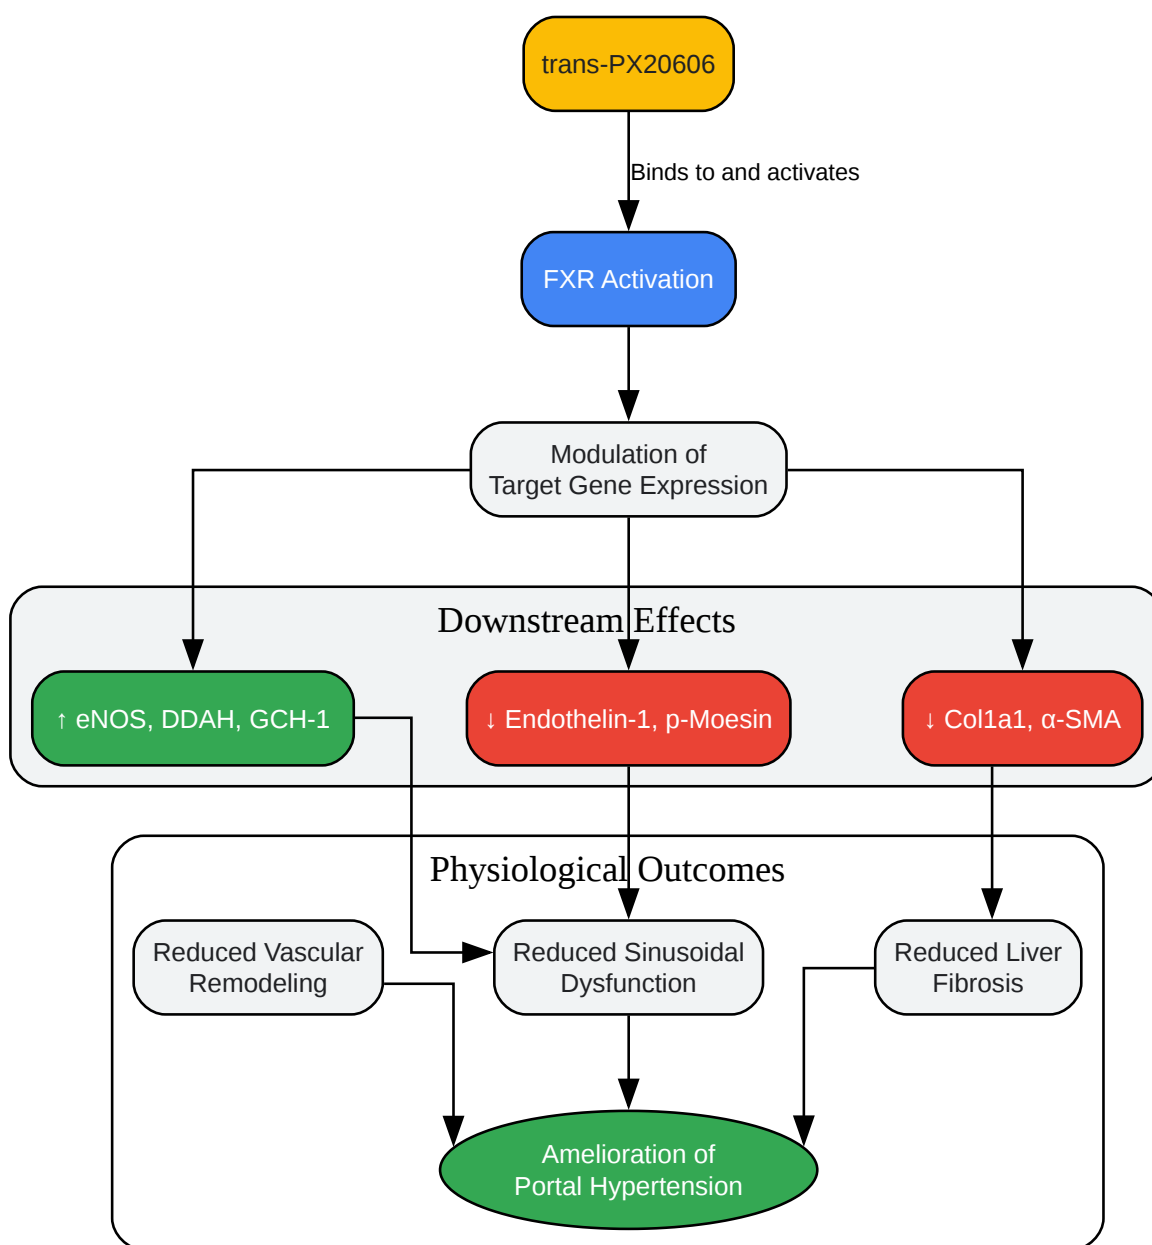 trans-PX20606
Binds to and activates
FXR Activation
Modulation of
Target Gene Expression
Downstream Effects
↑ eNOS, DDAH, GCH-1
↓ Endothelin-1, p-Moesin
↓ Col1a1, α-SMA
Physiological Outcomes
Reduced Vascular
Remodeling
Reduced Sinusoidal
Dysfunction
Reduced Liver
Fibrosis
Amelioration of
Portal Hypertension